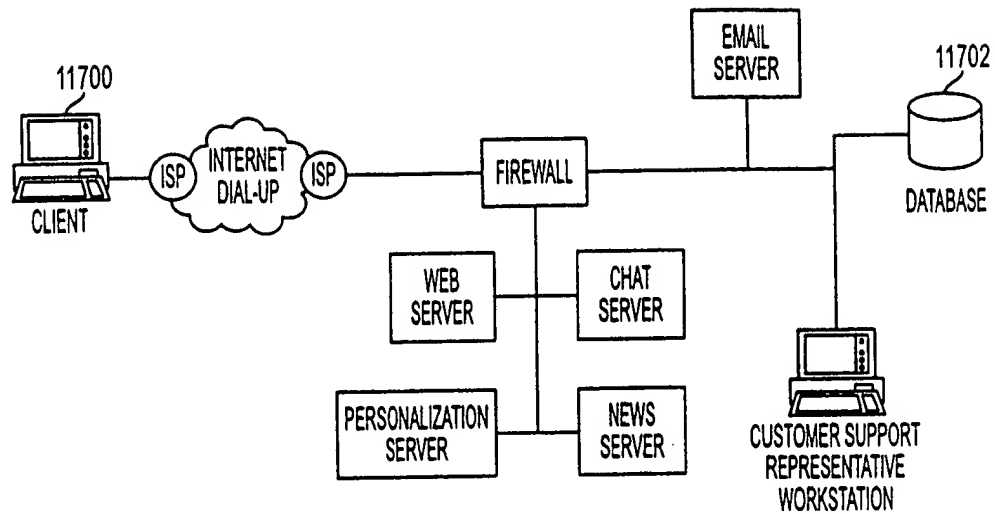 EMAIL
SERVER
11702
11700
ISP
INTERNET
DIAL-UP
ISP
FIREWALL
DATABASE
CLIENT
WEB
SERVER
CHAT
SERVER
PERSONALIZATION
SERVER
NEWS
SERVER
CUSTOMER SUPPORT
REPRESENTATIVE
WORKSTATION